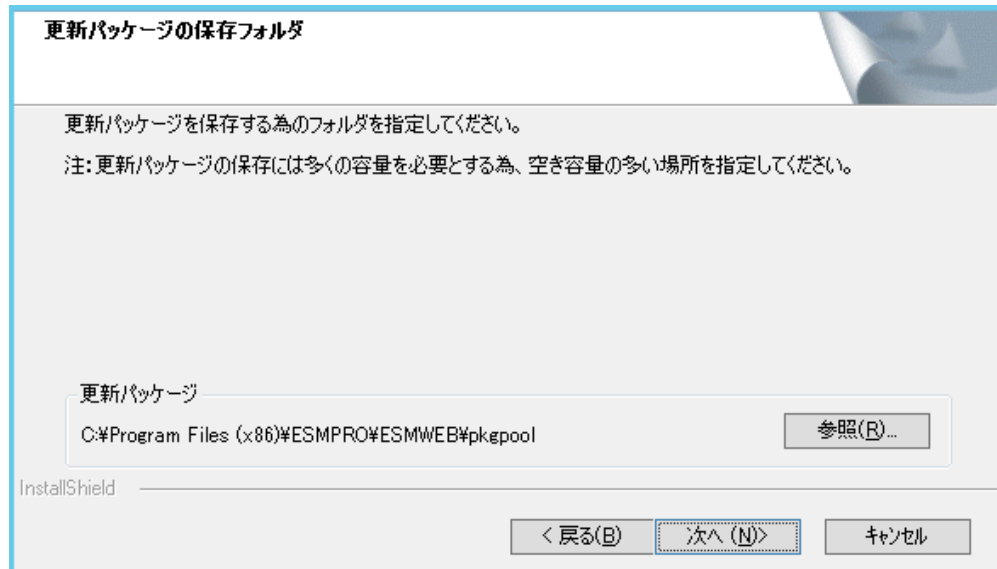 更新パッケージの保存フォルダ
更新パッケージを保存する為のフォルダを指定してください。
注：更新パッケージの保存には多くの容量を必要とする為、空き容量の多い場所を指定してください。
更新パッケージ
C:¥Program Files (x86)¥ESMPRO¥ESMWEB¥pkgpool
参照(R)...
InstallShield
< 戻る(B)
次へ (N)>
キャンセル